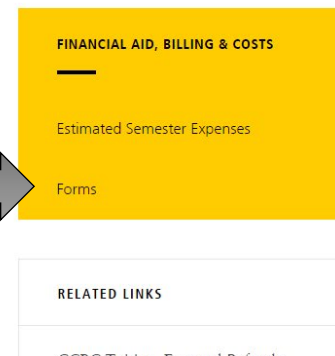 FINANCIAL AID, BILLING & COSTS
Estimated Semester Expenses
Forms
RELATED LINKS